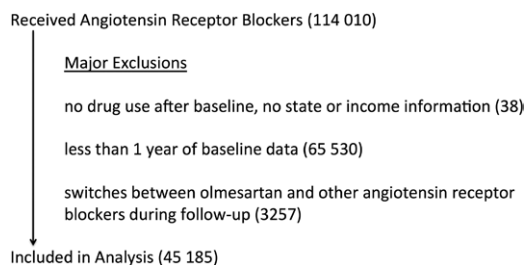 Received Angiotensin Receptor Blockers (114 010)
Major Exclusions
no drug use after baseline, no state or income information (38)
less than 1 year of baseline data (65 530)
switches between olmesartan and other angiotensin receptor
blockers during follow-up (3257)
Included in Analysis (45 185)